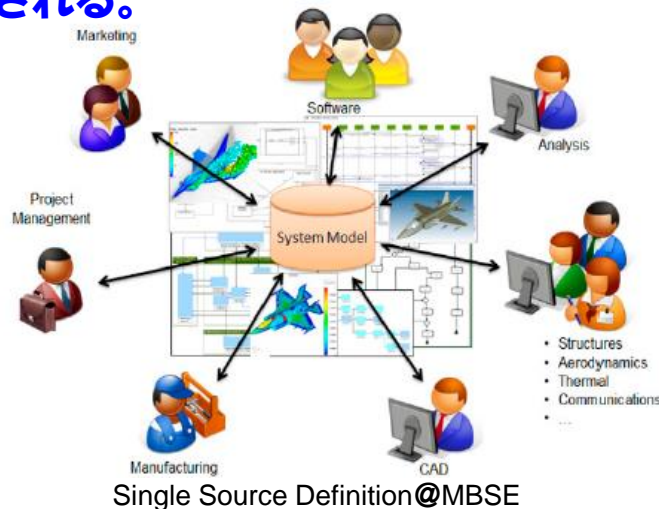 される。
Marketing
Software
Analysis
Project
Management
System Model
• Structures
• Aerodynamics
• Thermal
• Communications
• ...
Manufacturing
CAD
Single Source Definition@MBSE